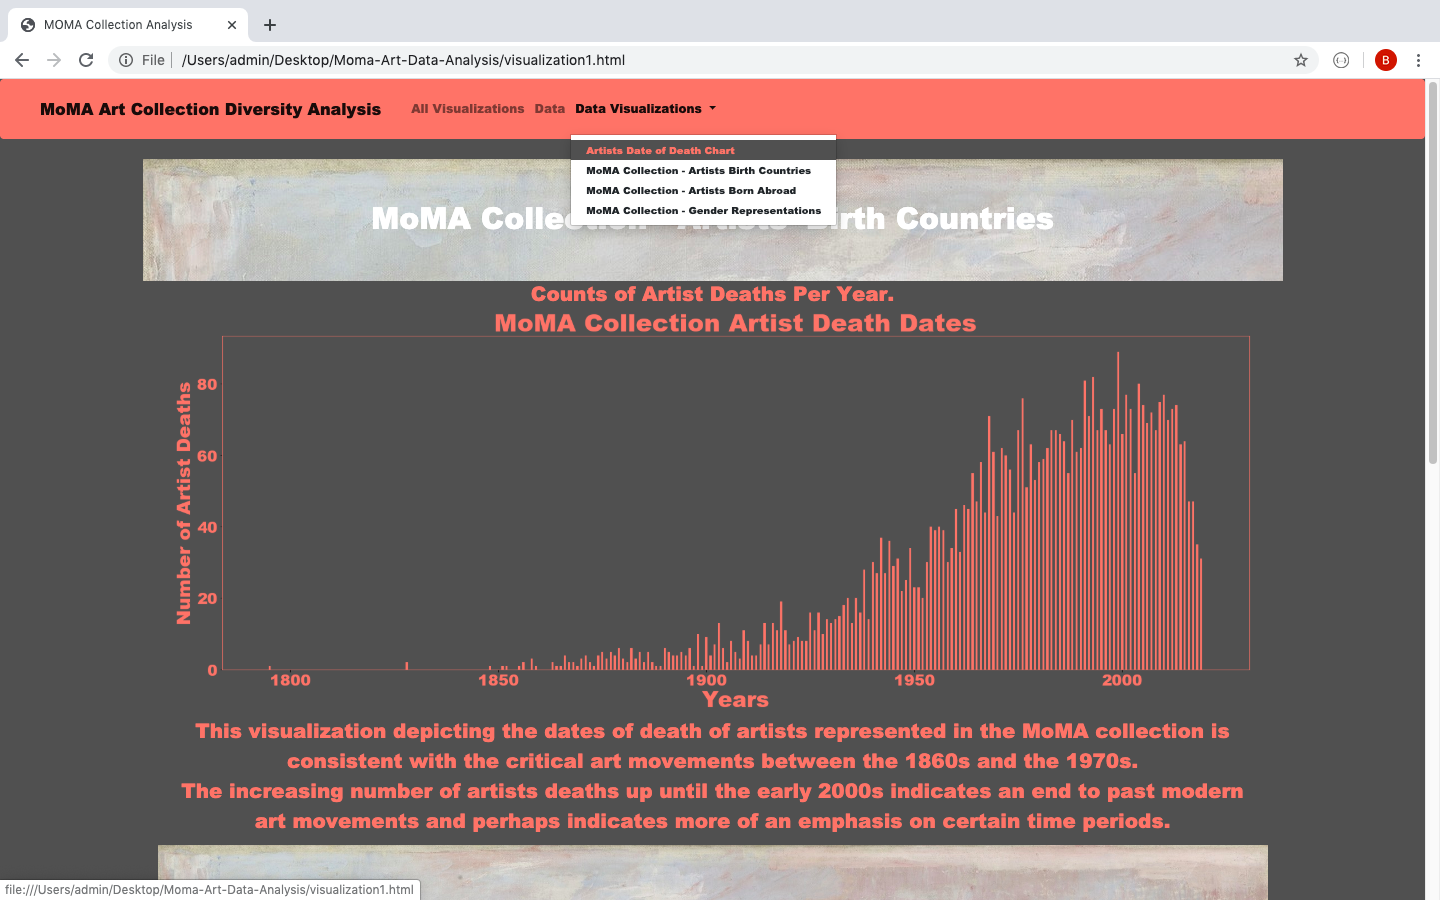 MOMA Collection Analysis
File
/Users/admin/Desktop/Moma-Art-Data-Analysis/visualization1.html
B
MoMA Art Collection Diversity Analysis
All Visualizations
Data
Data Visualizations
Artists Date of Death Chart
MoMA Collection - Artists Birth Countries
MoMA Collection - Artists Born Abroad
MoMA Collection - Gender Representations
MoMA Collection - Artists' Birth Countries
Counts of Artist Deaths Per Year.
MoMA Collection Artist Death Dates
Number of Artist Deaths
80
60
40
20
0
1800
1850
1900
1950
2000
Years
This visualization depicting the dates of death of artists represented in the MoMA collection is
consistent with the critical art movements between the 1860s and the 1970s.
The increasing number of artists deaths up until the early 2000s indicates an end to past modern
art movements and perhaps indicates more of an emphasis on certain time periods.
file:///Users/admin/Desktop/Moma-Art-Data-Analysis/visualization1.html